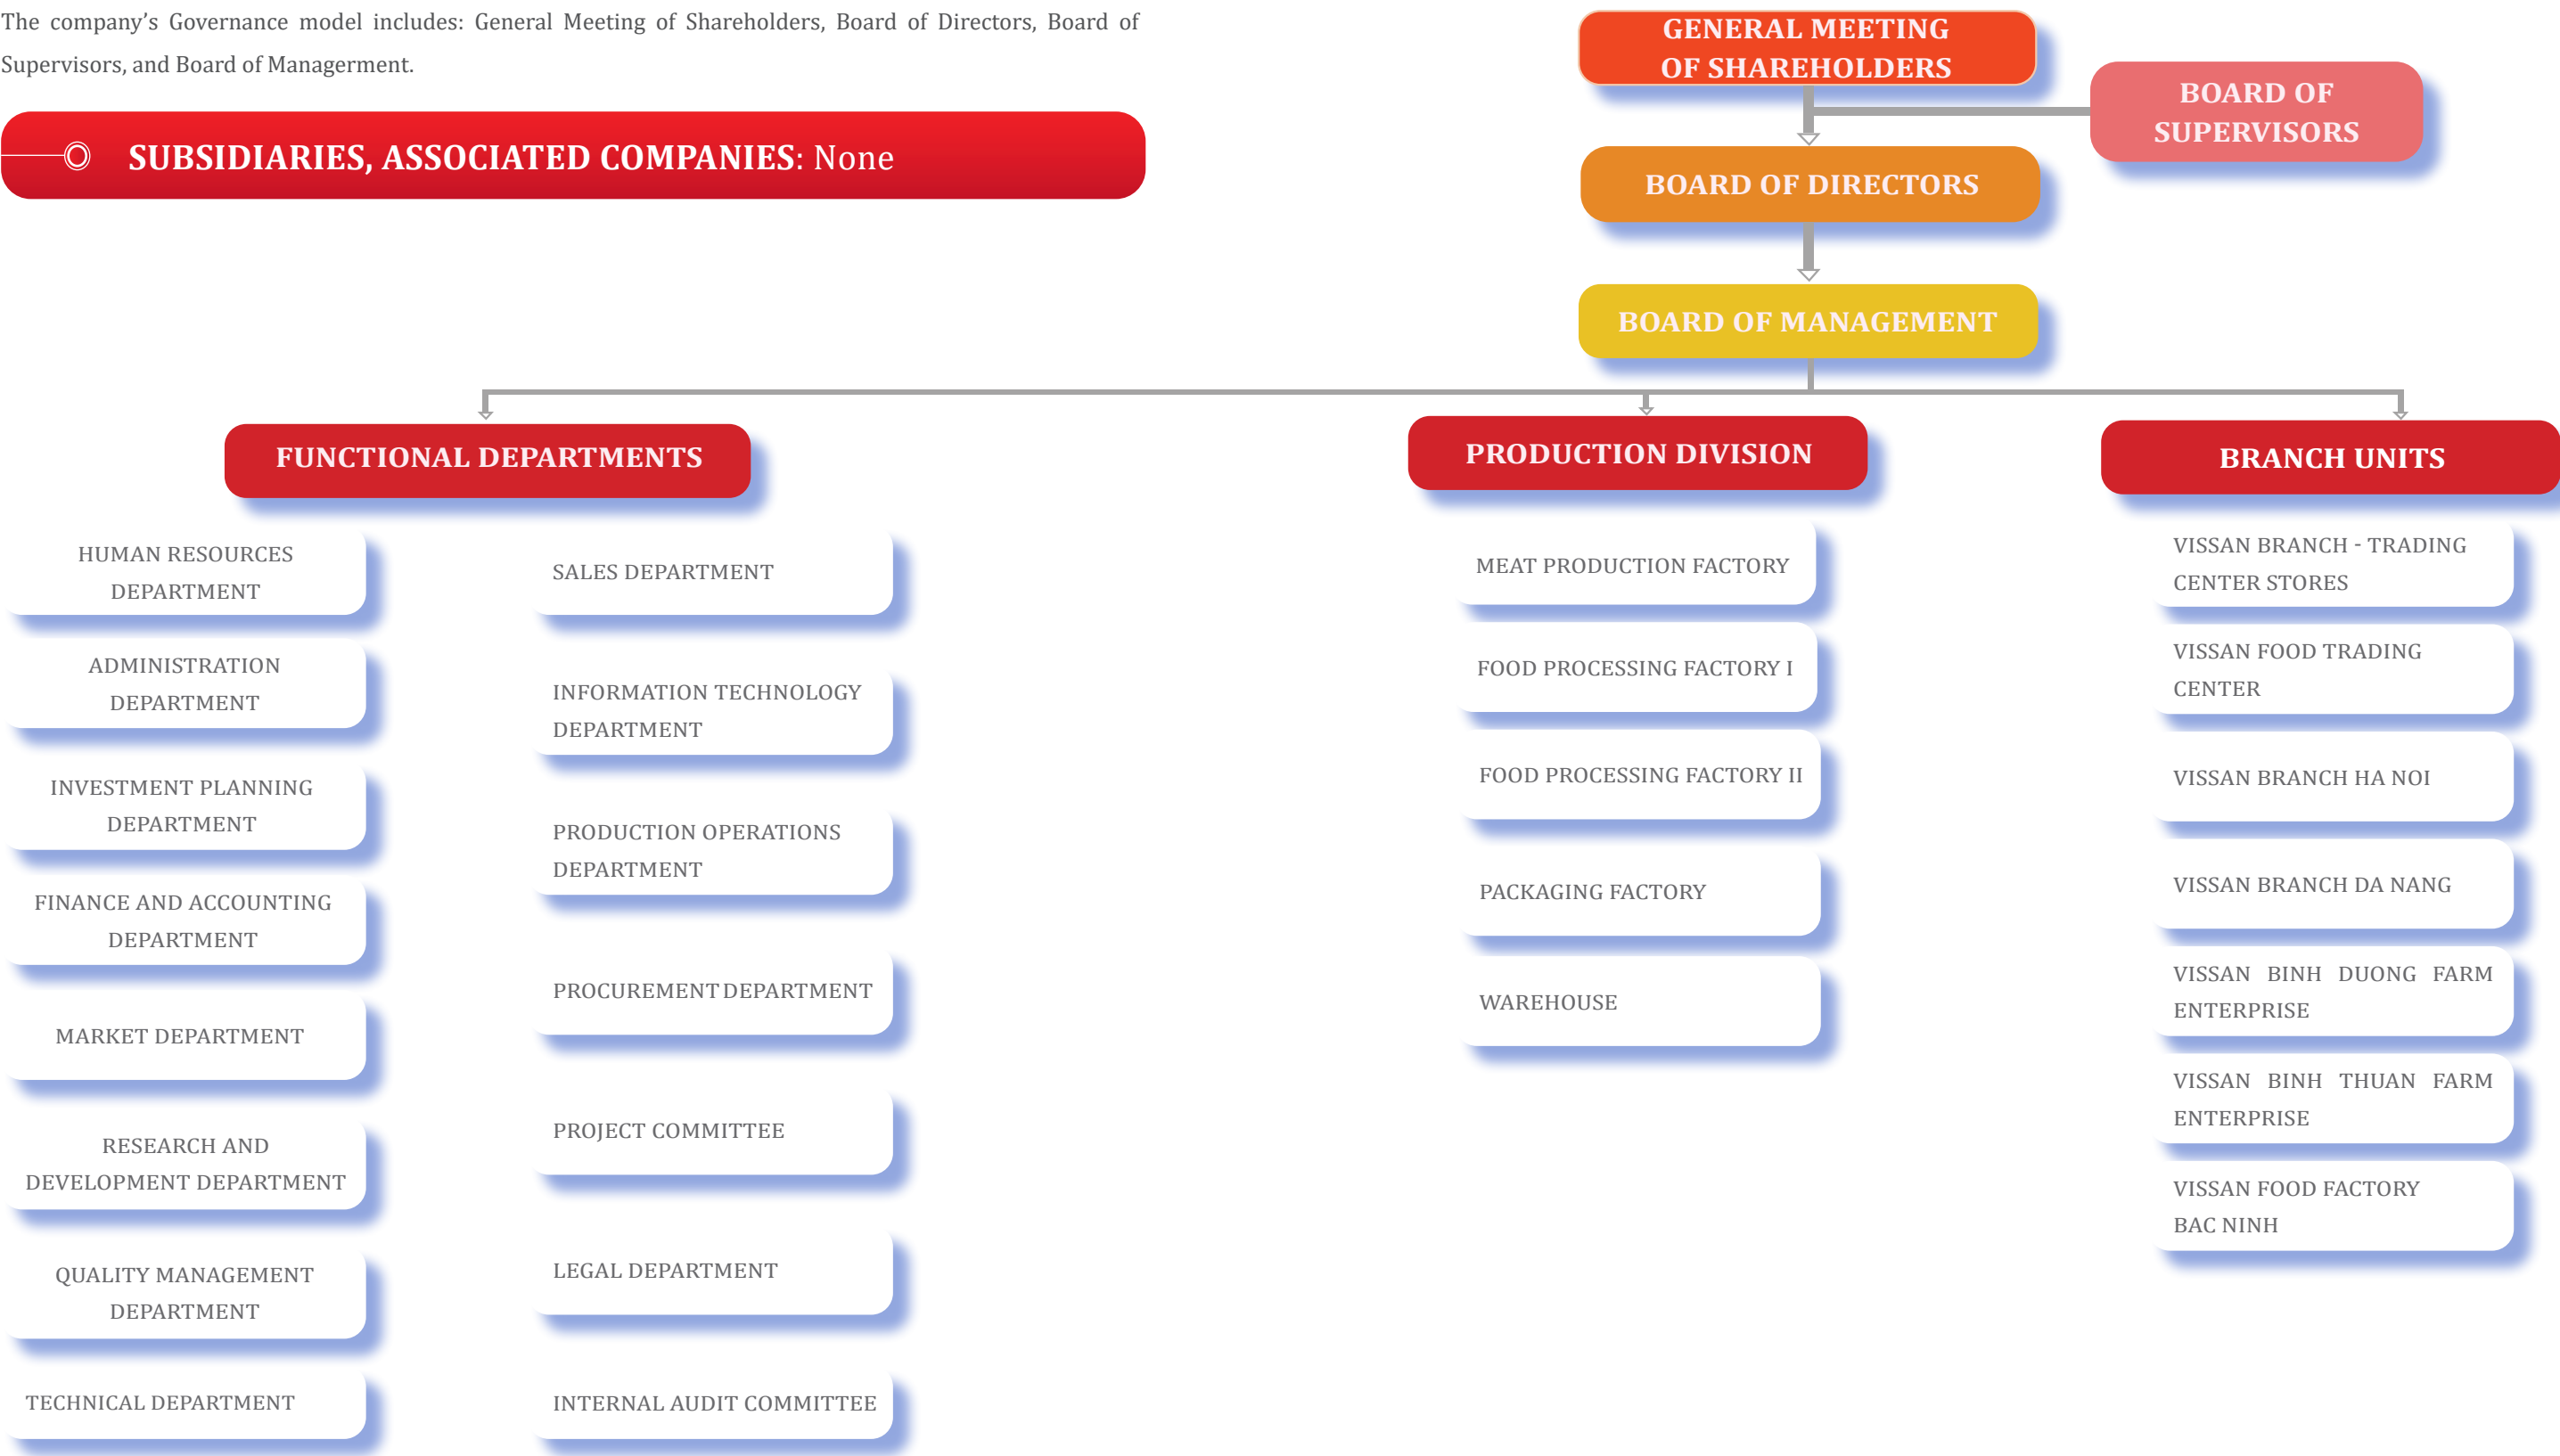 The company’s Governance model includes: General Meeting of Shareholders, Board of Directors, Board of
Supervisors, and Board of Managerment.
SUBSIDIARIES, ASSOCIATED COMPANIES: None
GENERAL MEETING
OF SHAREHOLDERS
BOARD OF
SUPERVISORS
BOARD OF DIRECTORS
BOARD OF MANAGEMENT
FUNCTIONAL DEPARTMENTS
HUMAN RESOURCES
DEPARTMENT
ADMINISTRATION
DEPARTMENT
INVESTMENT PLANNING
DEPARTMENT
FINANCE AND ACCOUNTING
DEPARTMENT
MARKET DEPARTMENT
RESEARCH AND
DEVELOPMENT DEPARTMENT
QUALITY MANAGEMENT
DEPARTMENT
TECHNICAL DEPARTMENT
SALES DEPARTMENT
INFORMATION TECHNOLOGY
DEPARTMENT
PRODUCTION OPERATIONS
DEPARTMENT
PROCUREMENT DEPARTMENT
PROJECT COMMITTEE
LEGAL DEPARTMENT
INTERNAL AUDIT COMMITTEE
PRODUCTION DIVISION
MEAT PRODUCTION FACTORY
FOOD PROCESSING FACTORY I
FOOD PROCESSING FACTORY II
PACKAGING FACTORY
WAREHOUSE
BRANCH UNITS
VISSAN BRANCH - TRADING
CENTER STORES
VISSAN FOOD TRADING
CENTER
VISSAN BRANCH HA NOI
VISSAN BRANCH DA NANG
VISSAN BINH DUONG FARM
ENTERPRISE
VISSAN BINH THUAN FARM
ENTERPRISE
VISSAN FOOD FACTORY
BAC NINH